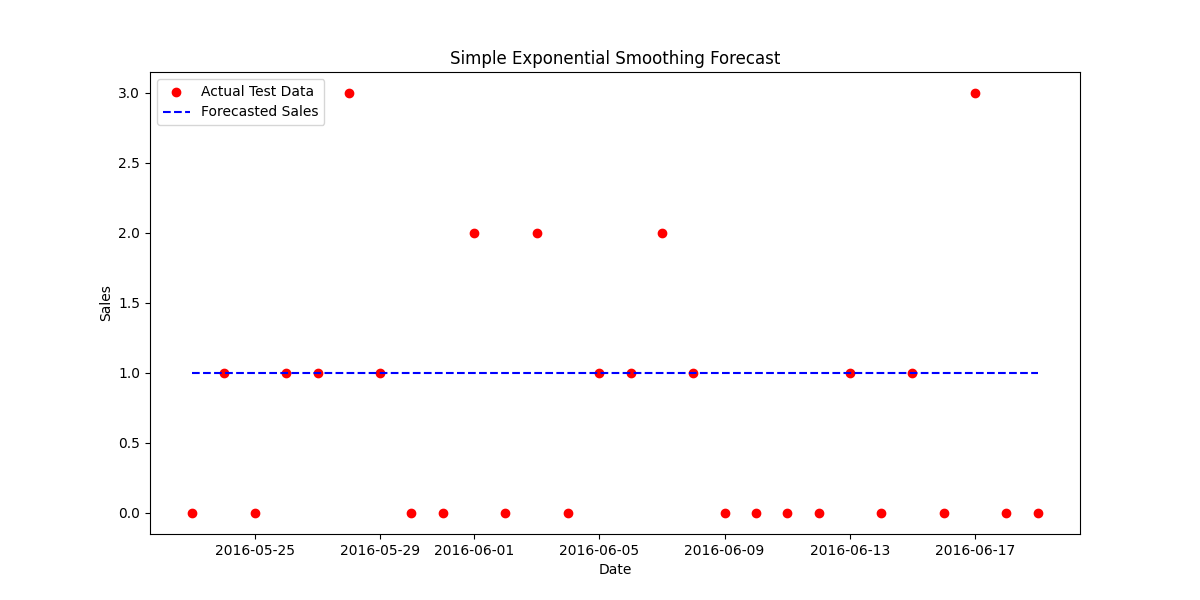 Simple Exponential Smoothing Forecast
Actual Test Data
Forecasted Sales
3.0
2.5
2.0
1.5
1.0
0.5
0.0
Sales
2016-05-25 2016-05-29 2016-06-01 2016-06-05 2016-06-09 2016-06-13 2016-06-17
Date